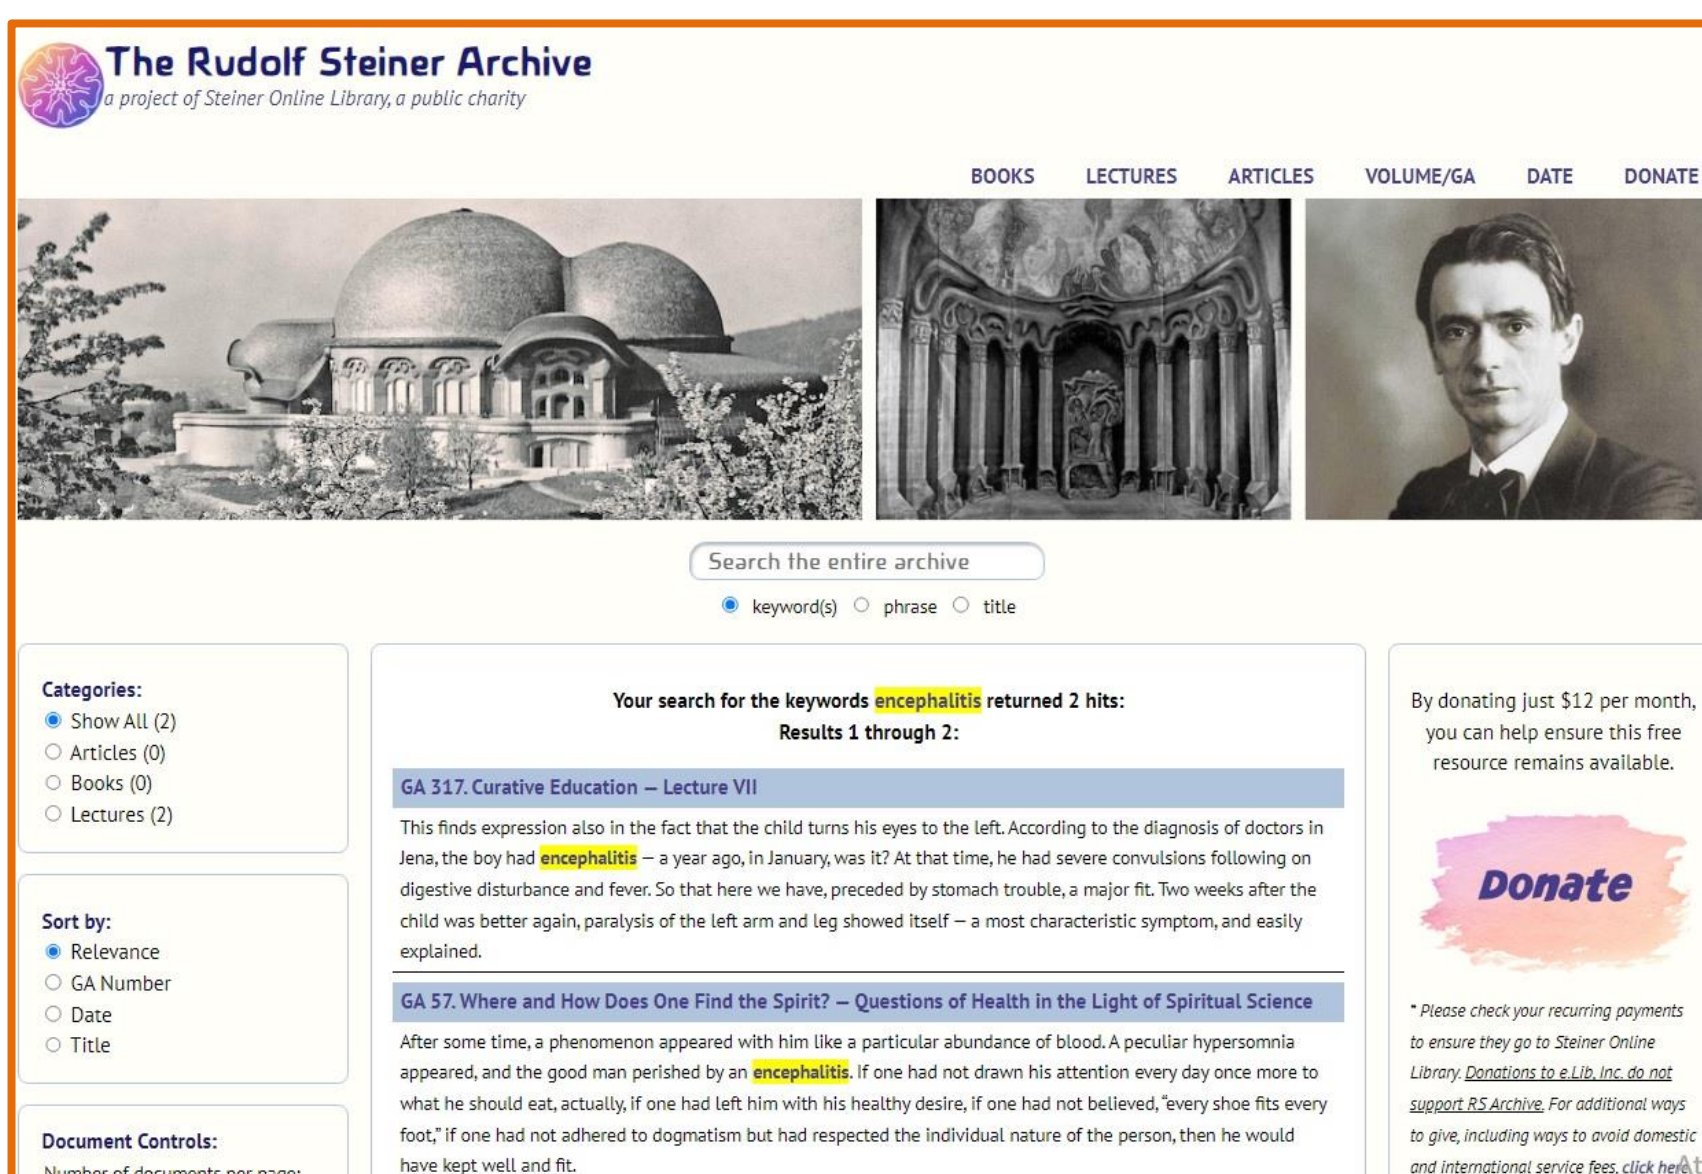 The Rudolf Steiner Archive
a project of Steiner Online Library, a public charity
BOOKS LECTURES ARTICLES VOLUME/GA DATE DONATE
Search the entire archive
keyword(s) phrase title
Categories:
Show All (2)
Articles (0)
Books (0)
Lectures (2)
Sort by:
Relevance
GA Number
Date
Title
Document Controls:
Number of documents per page:
Your search for the keywords encephalitis returned 2 hits:
Results 1 through 2:
GA 317. Curative Education — Lecture VII
This finds expression also in the fact that the child turns his eyes to the left. According to the diagnosis of doctors in
Jena, the boy had encephalitis — a year ago, in January, was it? At that time, he had severe convulsions following on
digestive disturbance and fever. So that here we have, preceded by stomach trouble, a major fit. Two weeks after the
child was better again, paralysis of the left arm and leg showed itself — a most characteristic symptom, and easily
explained.
GA 57. Where and How Does One Find the Spirit? — Questions of Health in the Light of Spiritual Science
After some time, a phenomenon appeared with him like a particular abundance of blood. A peculiar hypersomnia
appeared, and the good man perished by an encephalitis. If one had not drawn his attention every day once more to
what he should eat, actually, if one had left him with his healthy desire, if one had not believed, “every shoe fits every
foot,” if one had not adhered to dogmatism but had respected the individual nature of the person, then he would
have kept well and fit.
By donating just $12 per month,
you can help ensure this free
resource remains available.
Donate
* Please check your recurring payments
to ensure they go to Steiner Online
Library. Donations to e.Lib, Inc. do not
support RS Archive. For additional ways
to give, including ways to avoid domestic
and international service fees, click here